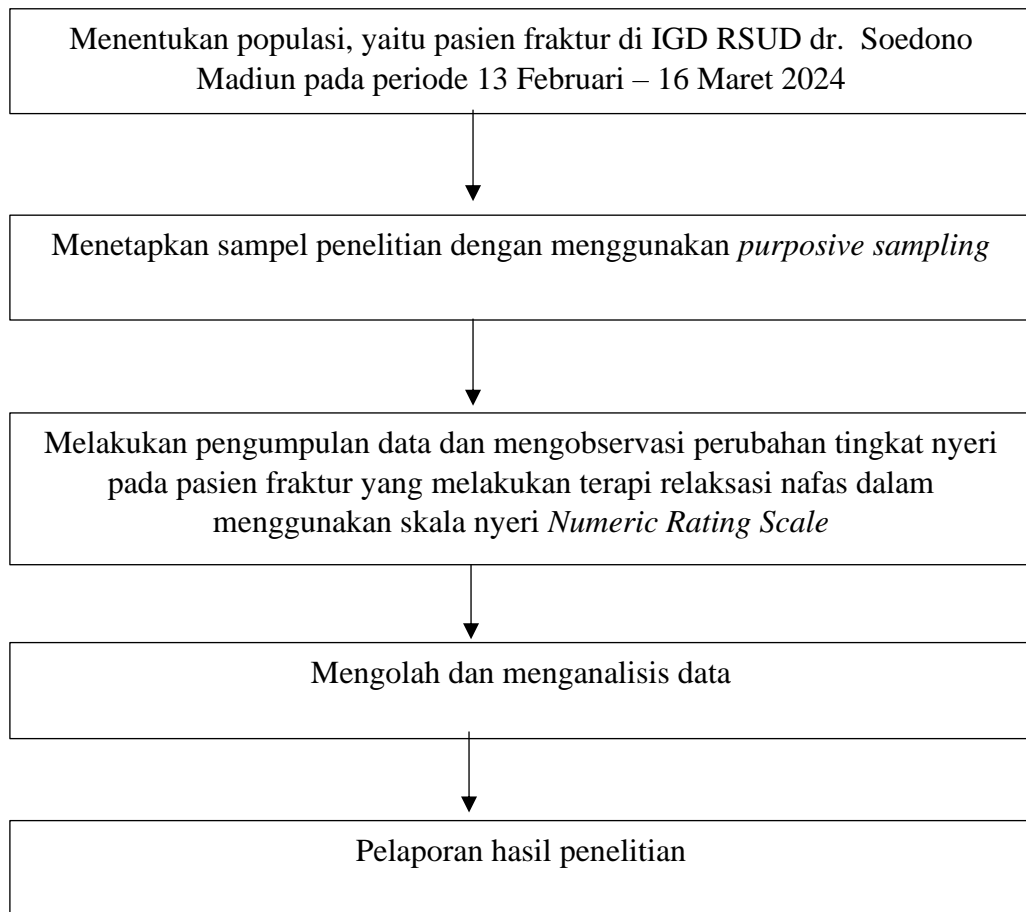 Menentukan populasi, yaitu pasien fraktur di IGD RSUD dr. Soedono
Madiun pada periode 13 Februari – 16 Maret 2024
Menetapkan sampel penelitian dengan menggunakan purposive sampling
Melakukan pengumpulan data dan mengobservasi perubahan tingkat nyeri
pada pasien fraktur yang melakukan terapi relaksasi nafas dalam
menggunakan skala nyeri Numeric Rating Scale
Mengolah dan menganalisis data
Pelaporan hasil penelitian